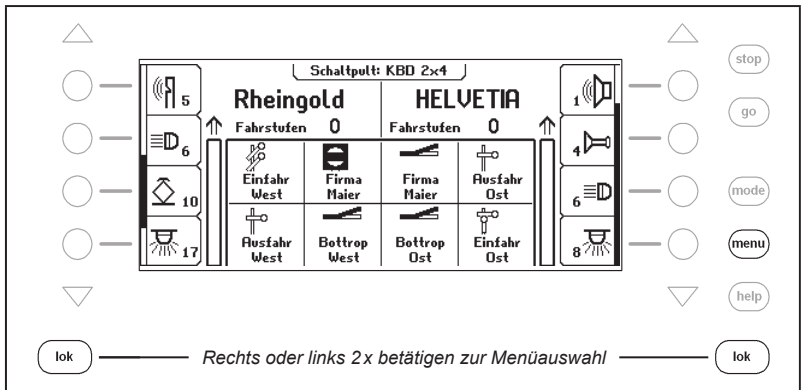 Schaltpult: KBD 2x4
Rheingold HELVETIA
Fahrstufen 0 Fahrstufen 0
5
6
10
17
Einfahr West
Firma Maier
Firma Maier
Ausfahr Ost
Ausfahr West
Bottrop West
Bottrop Ost
Einfahr Ost
1
4
6
8
stop
go
mode
menu
help
lok
Rechts oder links 2x betätigen zur Menüauswahl
lok